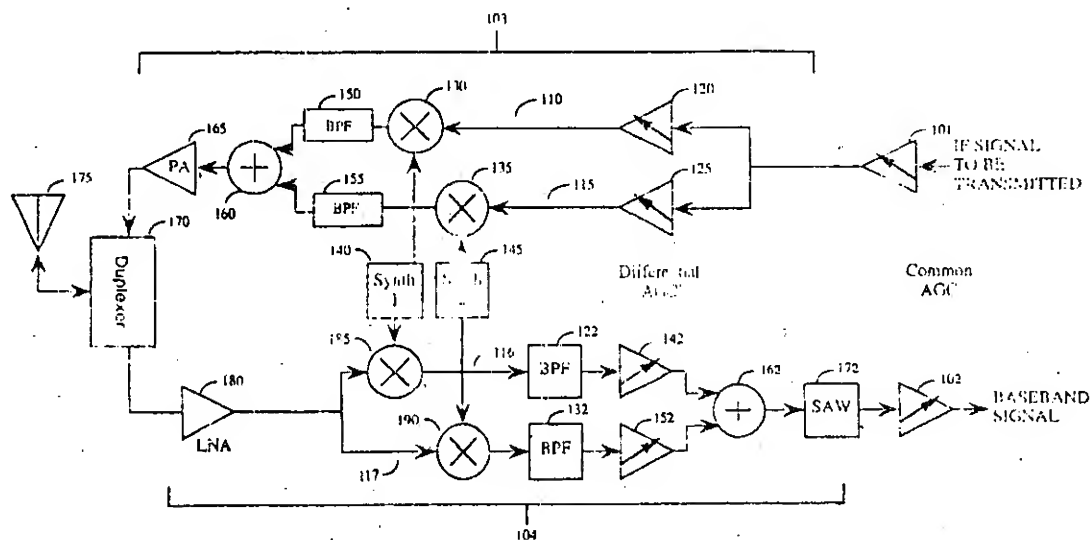 103
150
130
110
120
165
BPF
101
PA
IF SIGNAL
TO BE
TRANSMITTED
175
155
135
115
125
170
160
BPF
140
145
Duplexer
Synth
1
Differential
Common
AGC
195
116
122
142
162
172
102
180
BPF
190
132
152
SAW
BASEBAND
SIGNAL
LNA
BPF
117
104